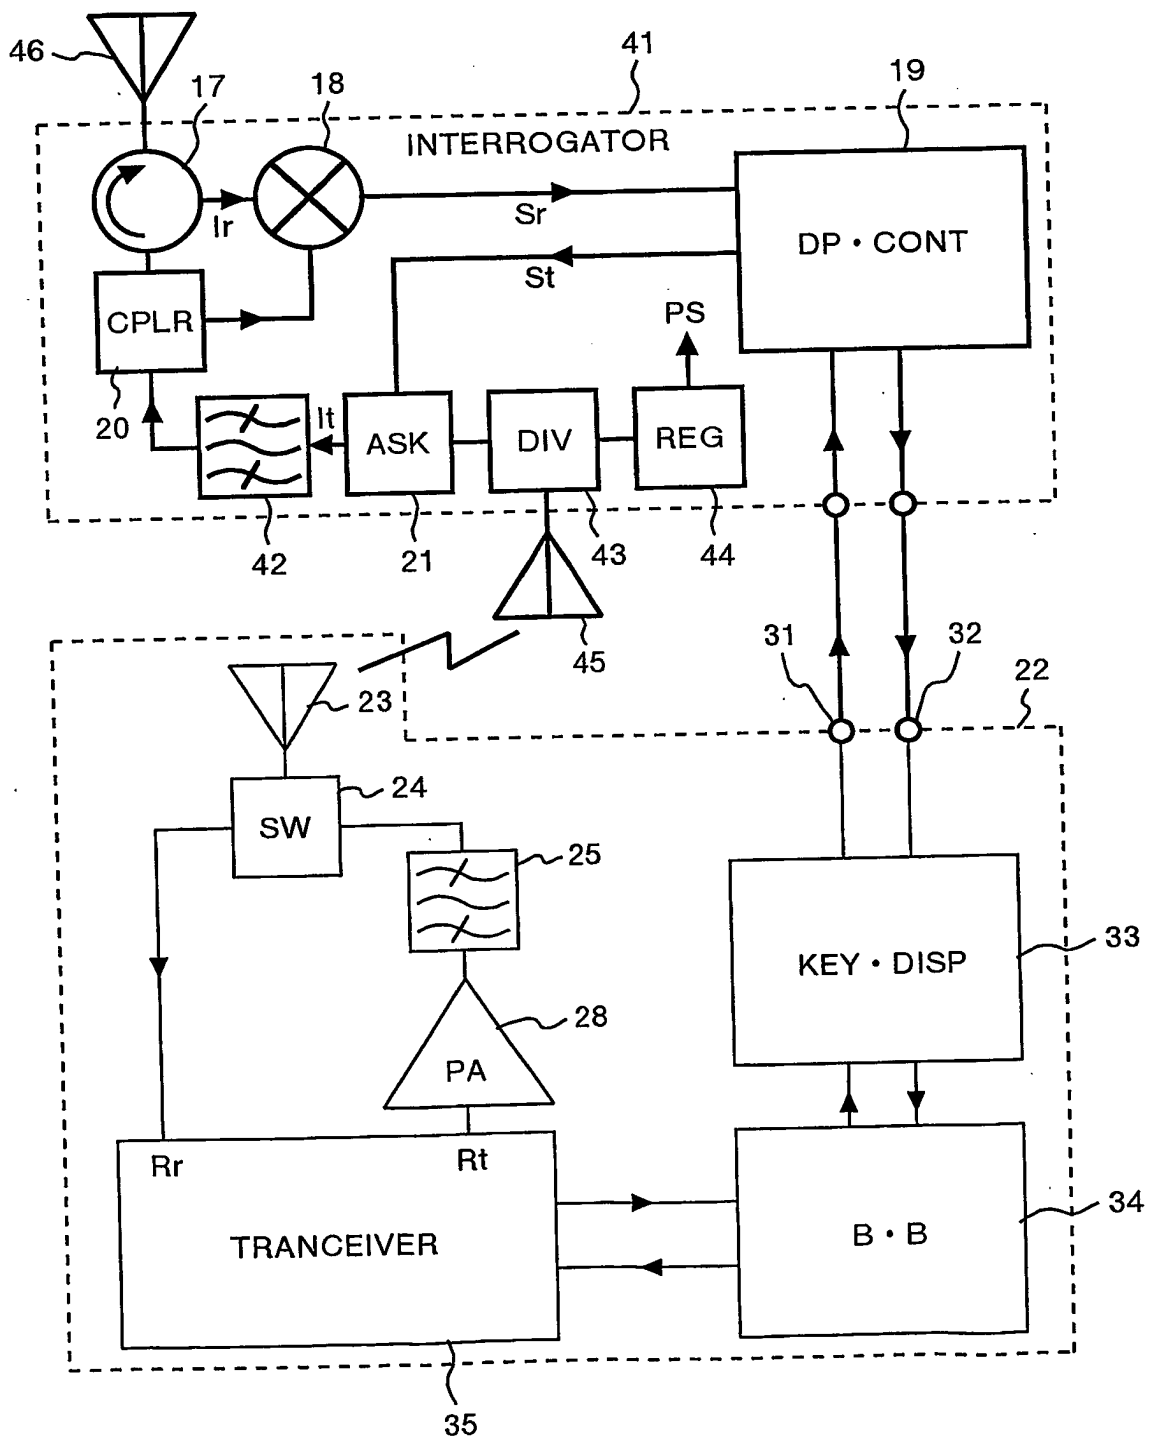 46
17
18
41
19
INTERROGATOR
Ir
Sr
DP・CONT
St
CPLR
PS
20
It
ASK
DIV
REG
42
21
43
44
45
31
32
22
23
24
SW
25
33
KEY・DISP
28
PA
Rr
Rt
34
TRANCEIVER
B・B
35